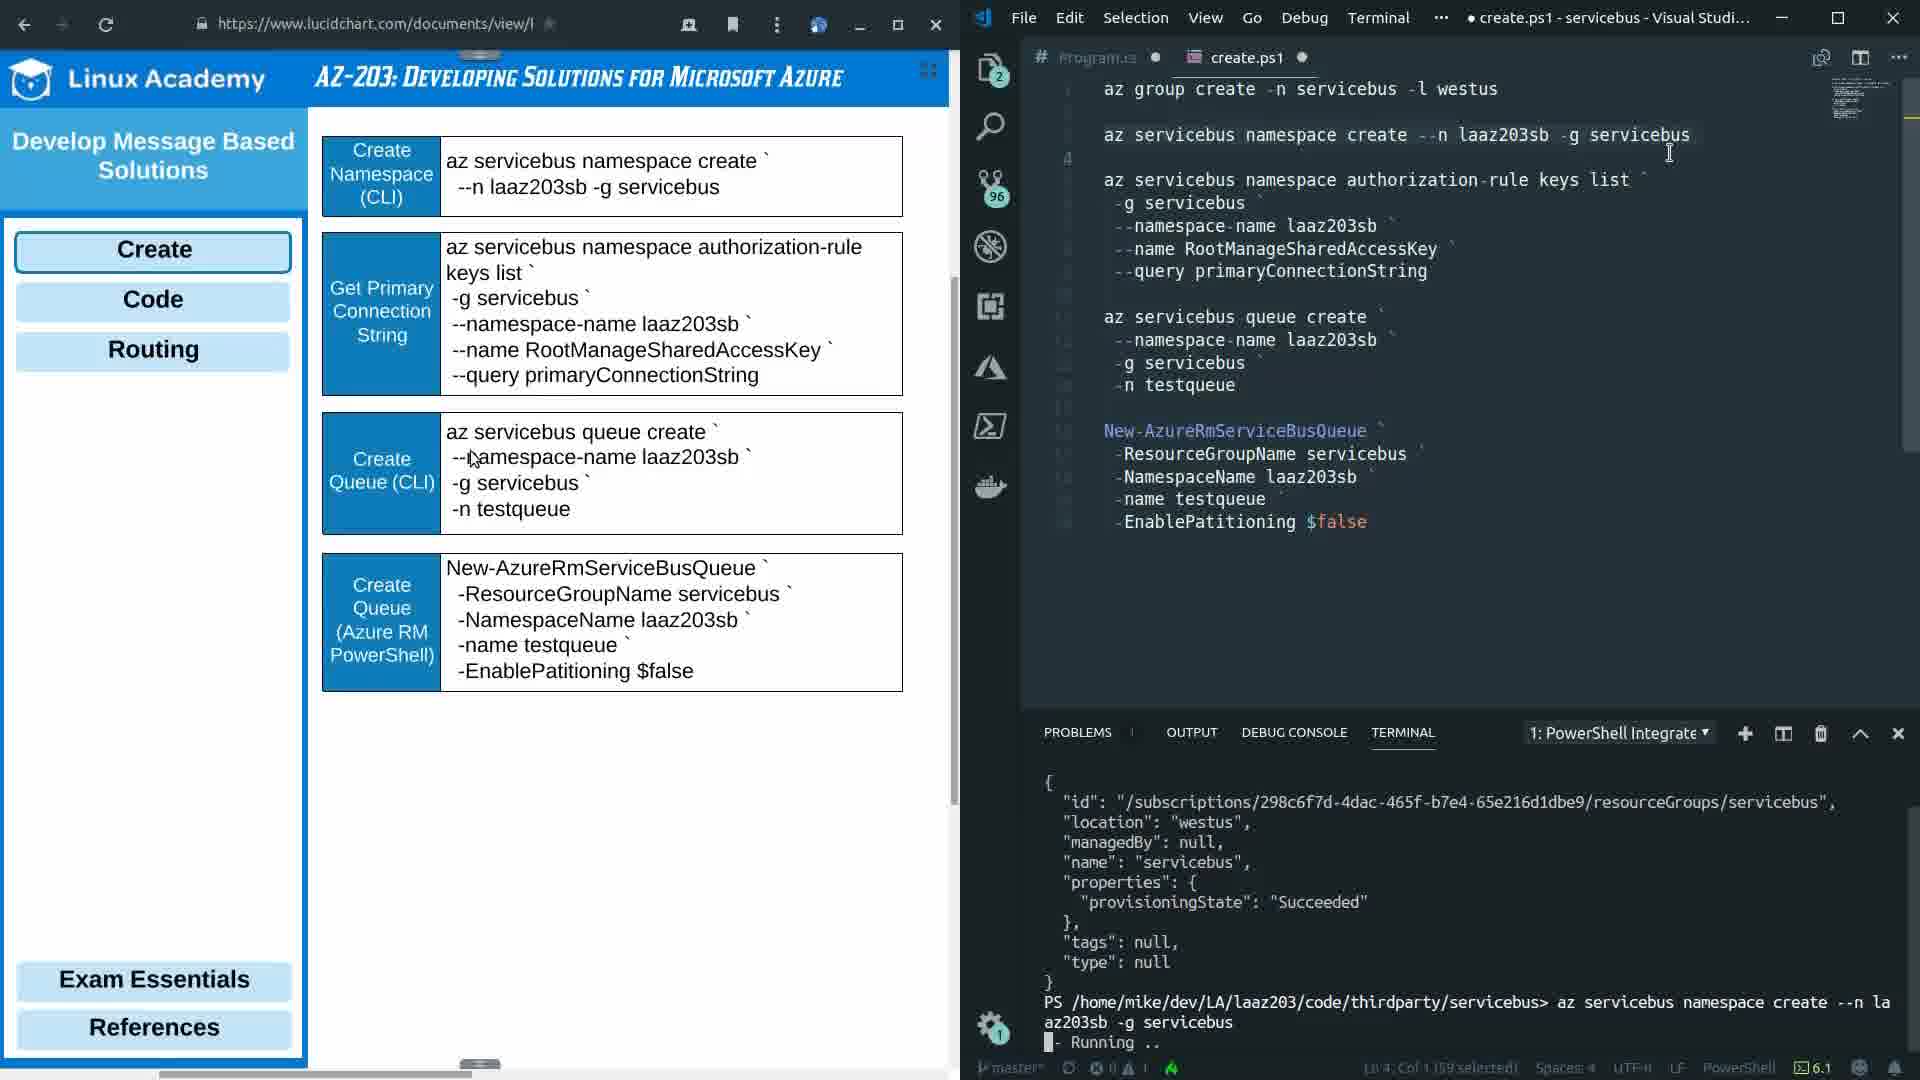 https://www.lucidchart.com/documents/view/
Linux Academy
AZ-203: Developing Solutions for Microsoft Azure
Develop Message Based
Solutions
Create
Code
Routing
Exam Essentials
References
Create
Namespace
(CLI)
az servicebus namespace create `
--n laaz203sb -g servicebus
Get Primary
Connection
String
az servicebus namespace authorization-rule
keys list `
-g servicebus `
--namespace-name laaz203sb `
--name RootManageSharedAccessKey `
--query primaryConnectionString
Create
Queue (CLI)
az servicebus queue create `
--namespace-name laaz203sb `
-g servicebus `
-n testqueue
Create
Queue
(Azure RM
PowerShell)
New-AzureRmServiceBusQueue `
-ResourceGroupName servicebus `
-NamespaceName laaz203sb `
-name testqueue `
-EnablePatitioning $false
File Edit Selection View Go Debug Terminal ··· ● create.ps1 - servicebus - Visual Studi...
# Program.cs ● create.ps1 ●
2
96
1
az group create -n servicebus -l westus
az servicebus namespace create --n laaz203sb -g servicebus
4
az servicebus namespace authorization-rule keys list `
-g servicebus `
--namespace-name laaz203sb `
--name RootManageSharedAccessKey `
--query primaryConnectionString
az servicebus queue create `
--namespace-name laaz203sb `
-g servicebus `
-n testqueue
New-AzureRmServiceBusQueue `
-ResourceGroupName servicebus `
-NamespaceName laaz203sb `
-name testqueue `
-EnablePatitioning $false
PROBLEMS 1 OUTPUT DEBUG CONSOLE TERMINAL 1: PowerShell Integrate
{
"id": "/subscriptions/298c6f7d-4dac-465f-b7e4-65e216d1dbe9/resourceGroups/servicebus",
"location": "westus",
"managedBy": null,
"name": "servicebus",
"properties": {
"provisioningState": "Succeeded"
},
"tags": null,
"type": null
}
PS /home/mike/dev/LA/laaz203/code/thirdparty/servicebus> az servicebus namespace create --n la
az203sb -g servicebus
- Running ..
master* 0 1 Ln 4, Col 1 (59 selected) Spaces: 4 UTF-8 LF PowerShell 6.1